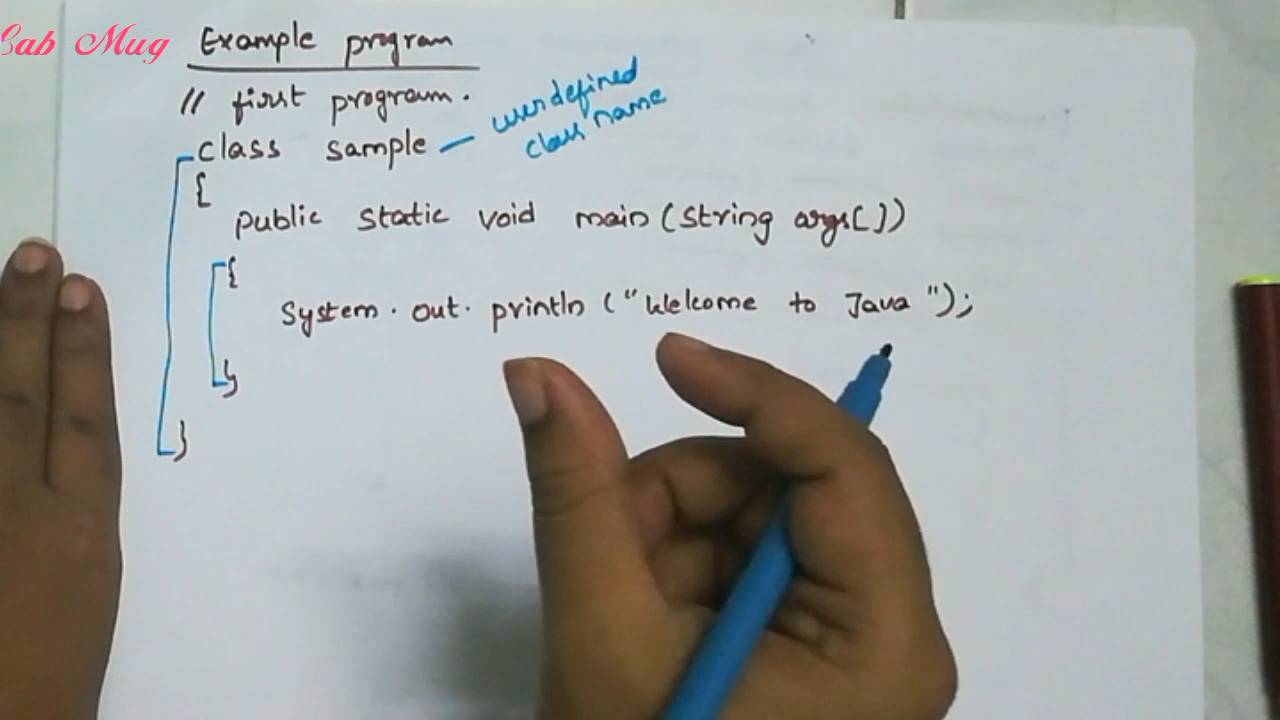 Cab Mug
Example program
// first program.
class sample - userdefined
class name
{
public static void main(String args[])
{
System.out.println("Welcome to Java");
}
}